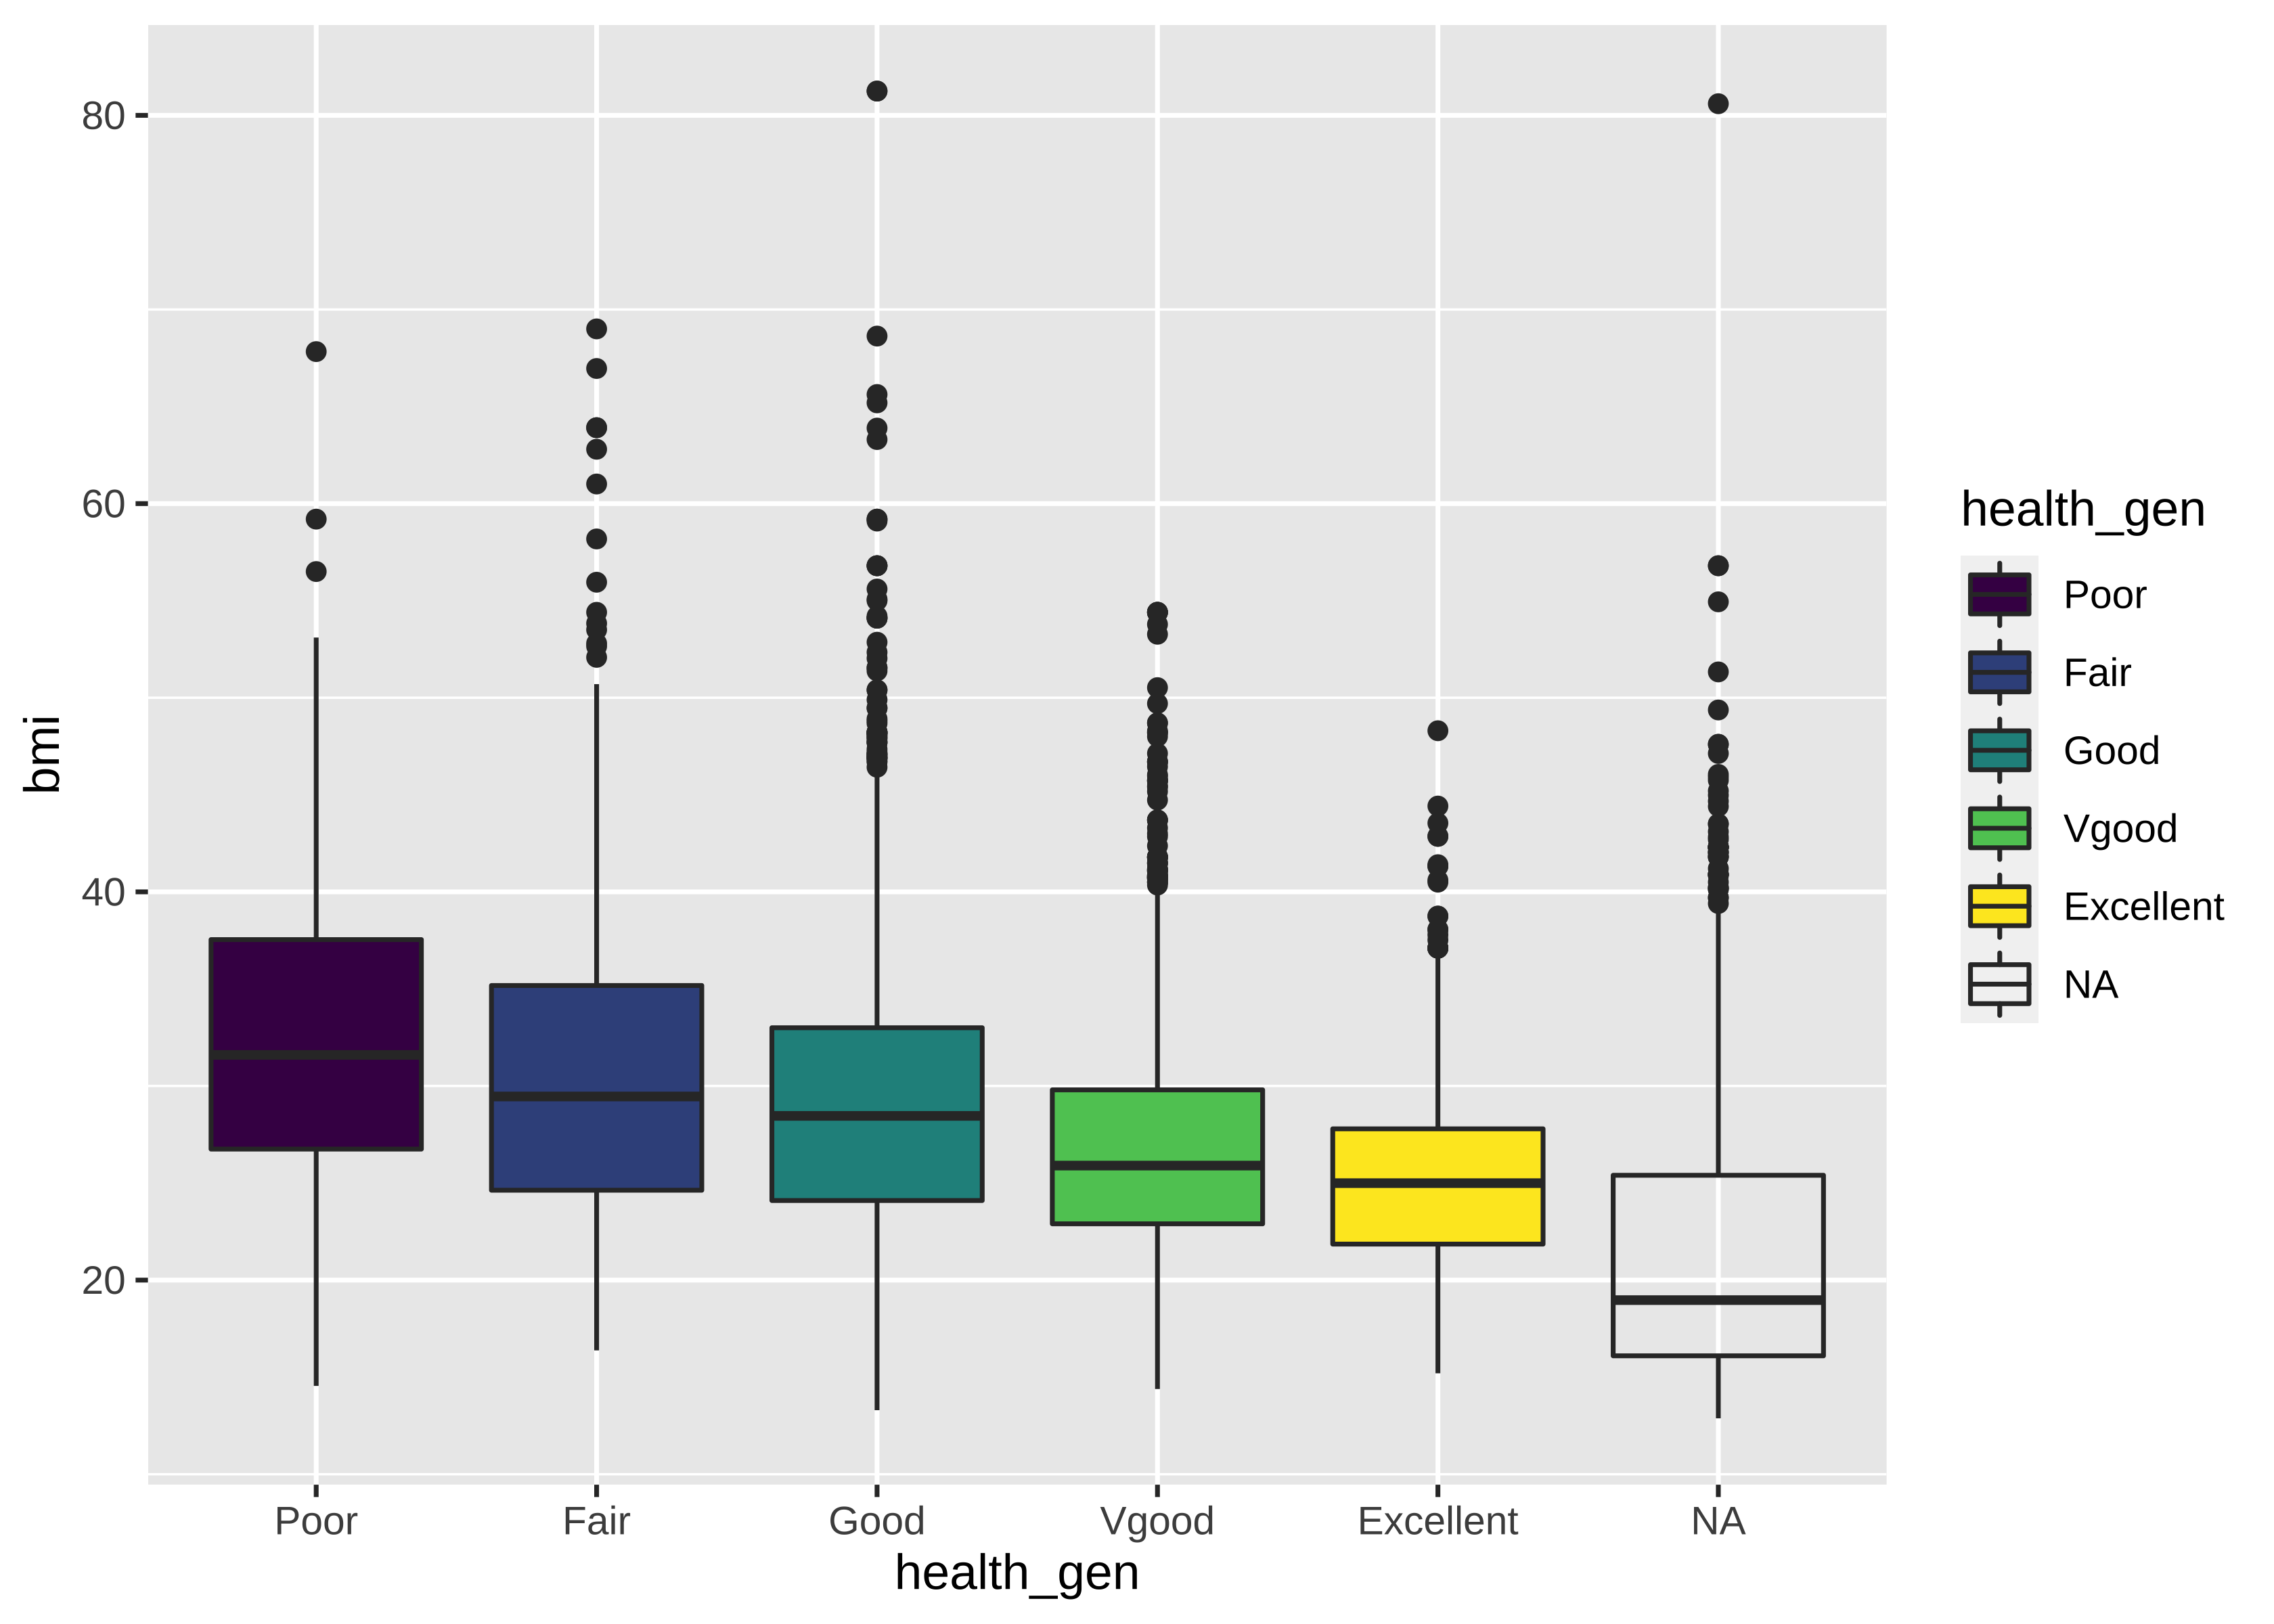 bmi
80
60
40
20
Poor Fair Good Vgood Excellent NA
health_gen
health_gen
Poor
Fair
Good
Vgood
Excellent
NA